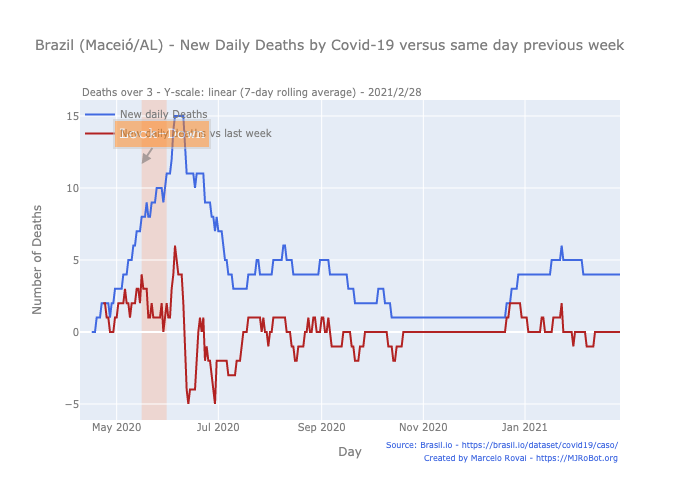 Brazil (Maceió/AL) - New Daily Deaths by Covid-19 versus same day previous week
Deaths over 3 - Y-scale: linear (7-day rolling average) - 2021/2/28
New daily Deaths
New daily Deaths vs last week
15
10
5
0
−5
Number of Deaths
May 2020
Jul 2020
Sep 2020
Nov 2020
Jan 2021
Day
Source: Brasil.io - https://brasil.io/dataset/covid19/caso/
Created by Marcelo Rovai - https://MJRoBot.org